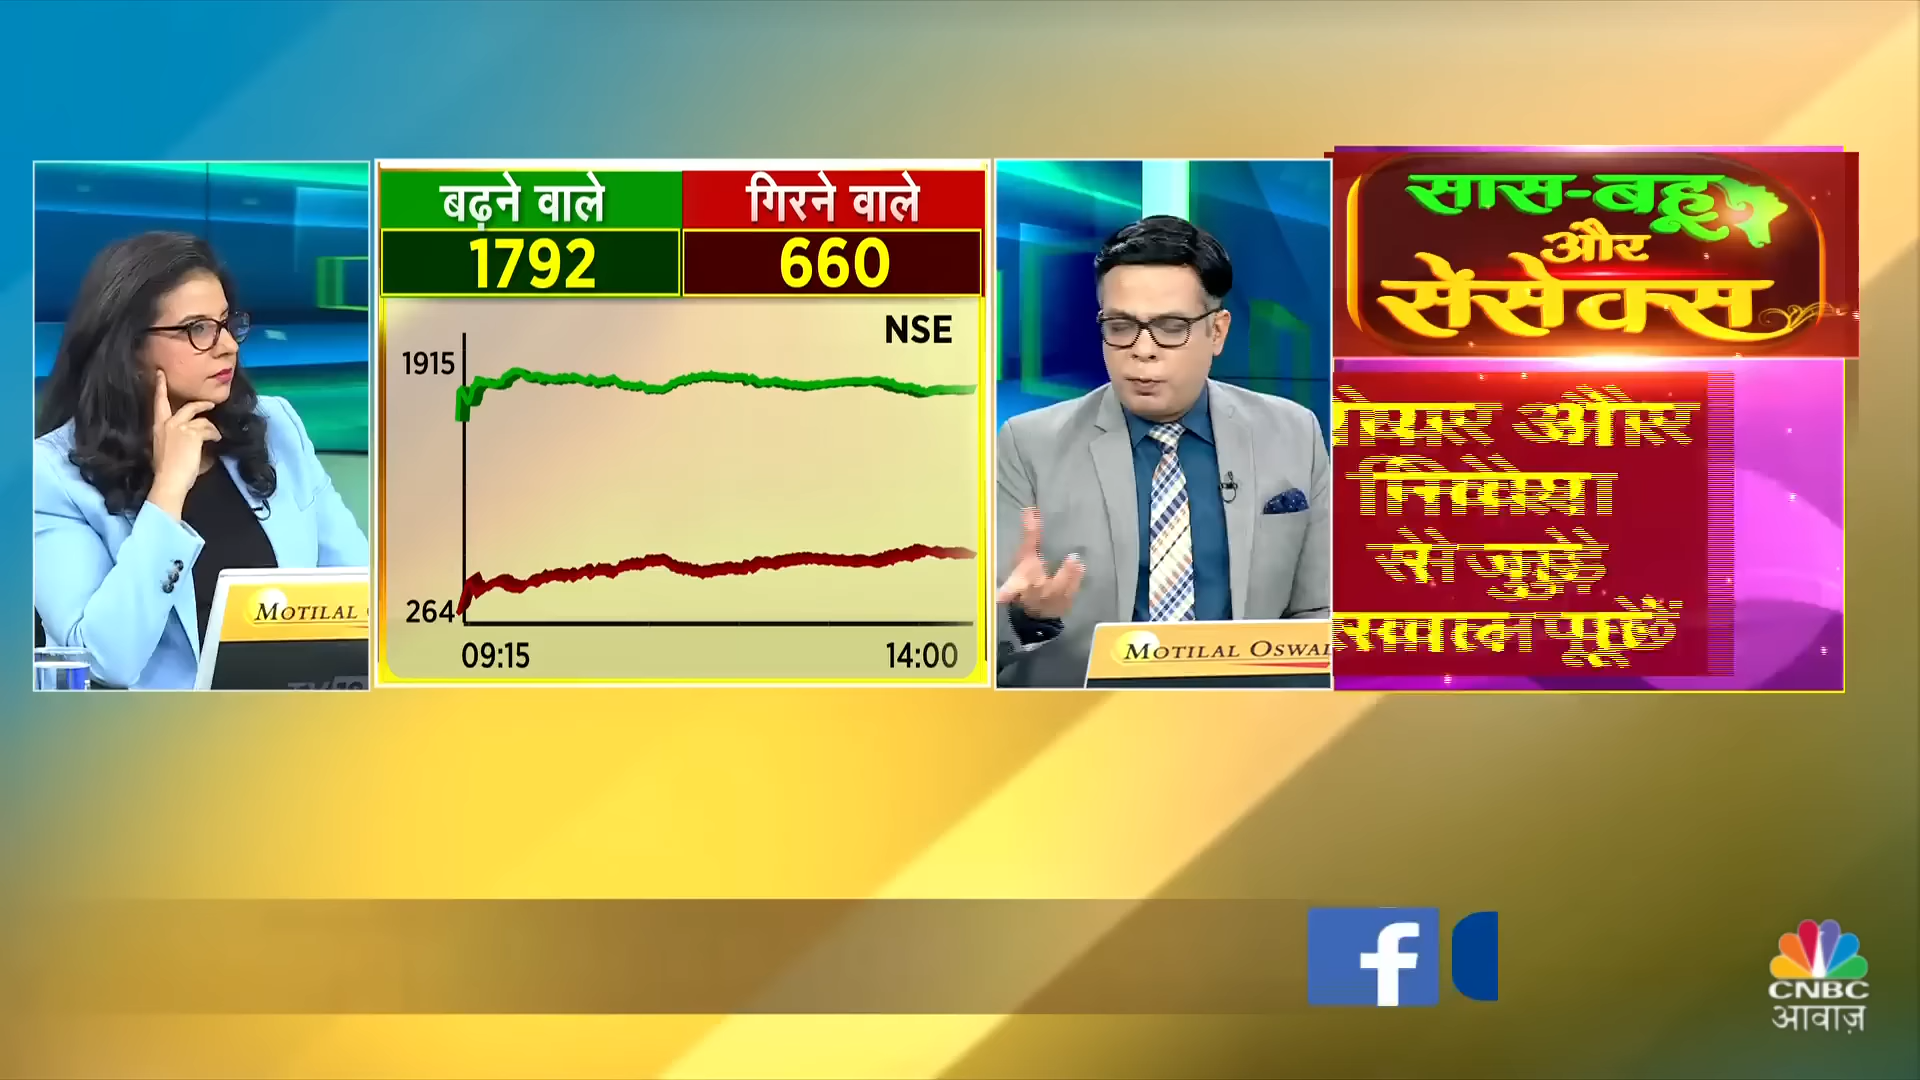 बढ़ने वाले
गिरने वाले
1792
660
NSE
1915
264
09:15
14:00
MOTILAL
MOTILAL OSWAL
सास-बहू
और
सेंसेक्स
और
निवेश
से जुड़े
सवाल पूछें
f
CNBC
आवाज़